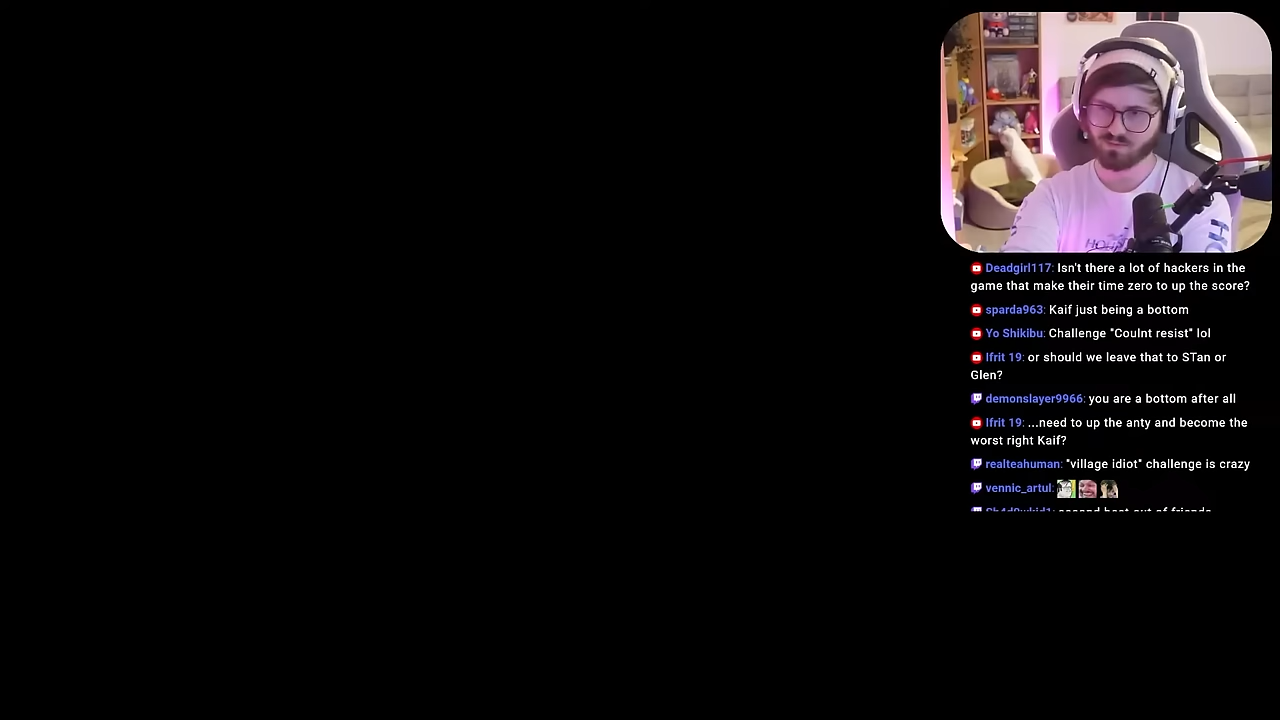 Deadgirl117: Isn't there a lot of hackers in the
game that make their time zero to up the score?
sparda963: Kaif just being a bottom
Yo Shikibu: Challenge "Coulnt resist" lol
Ifrit 19: or should we leave that to STan or
Glen?
demonslayer9966: you are a bottom after all
Ifrit 19: ...need to up the anty and become the
worst right Kaif?
realteahuman: "village idiot" challenge is crazy
vennic_artul: